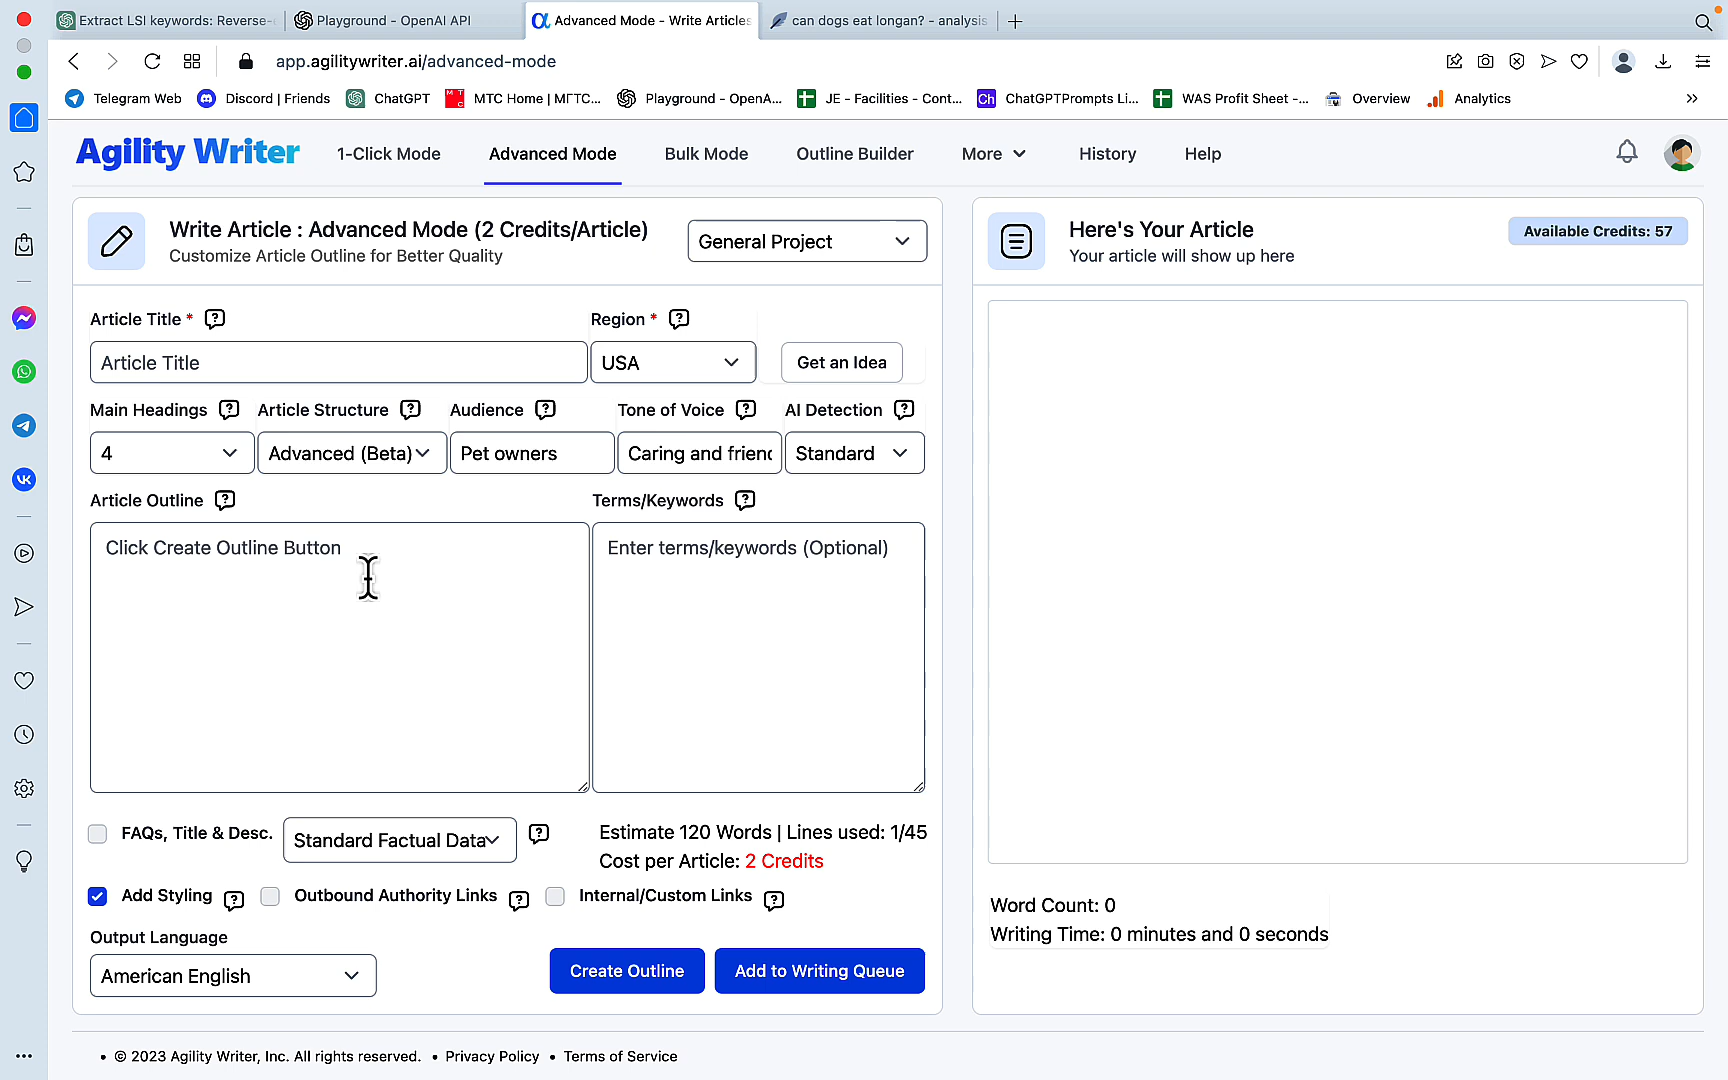 Extract LSI keywords: Reverse-
Playground - OpenAI API
Advanced Mode - Write Articles
can dogs eat longan? - analysis
app.agilitywriter.ai/advanced-mode
Telegram Web
Discord | Friends
ChatGPT
MTC Home | МГТС...
Playground - OpenA...
JE - Facilities - Cont...
Ch
ChatGPTPrompts Li...
WAS Profit Sheet -...
Overview
Analytics
Agility Writer
1-Click Mode
Advanced Mode
Bulk Mode
Outline Builder
More
History
Help
Write Article : Advanced Mode (2 Credits/Article)
Customize Article Outline for Better Quality
General Project
Here's Your Article
Your article will show up here
Available Credits: 57
Article Title *
Region *
Article Title
USA
Get an Idea
Main Headings
Article Structure
Audience
Tone of Voice
AI Detection
4
Advanced (Beta)
Pet owners
Caring and frien
Standard
Article Outline
Terms/Keywords
Click Create Outline Button
Enter terms/keywords (Optional)
FAQs, Title & Desc.
Standard Factual Data
Estimate 120 Words | Lines used: 1/45
Cost per Article: 2 Credits
Add Styling
Outbound Authority Links
Internal/Custom Links
Word Count: 0
Writing Time: 0 minutes and 0 seconds
Output Language
American English
Create Outline
Add to Writing Queue
• © 2023 Agility Writer, Inc. All rights reserved. • Privacy Policy • Terms of Service